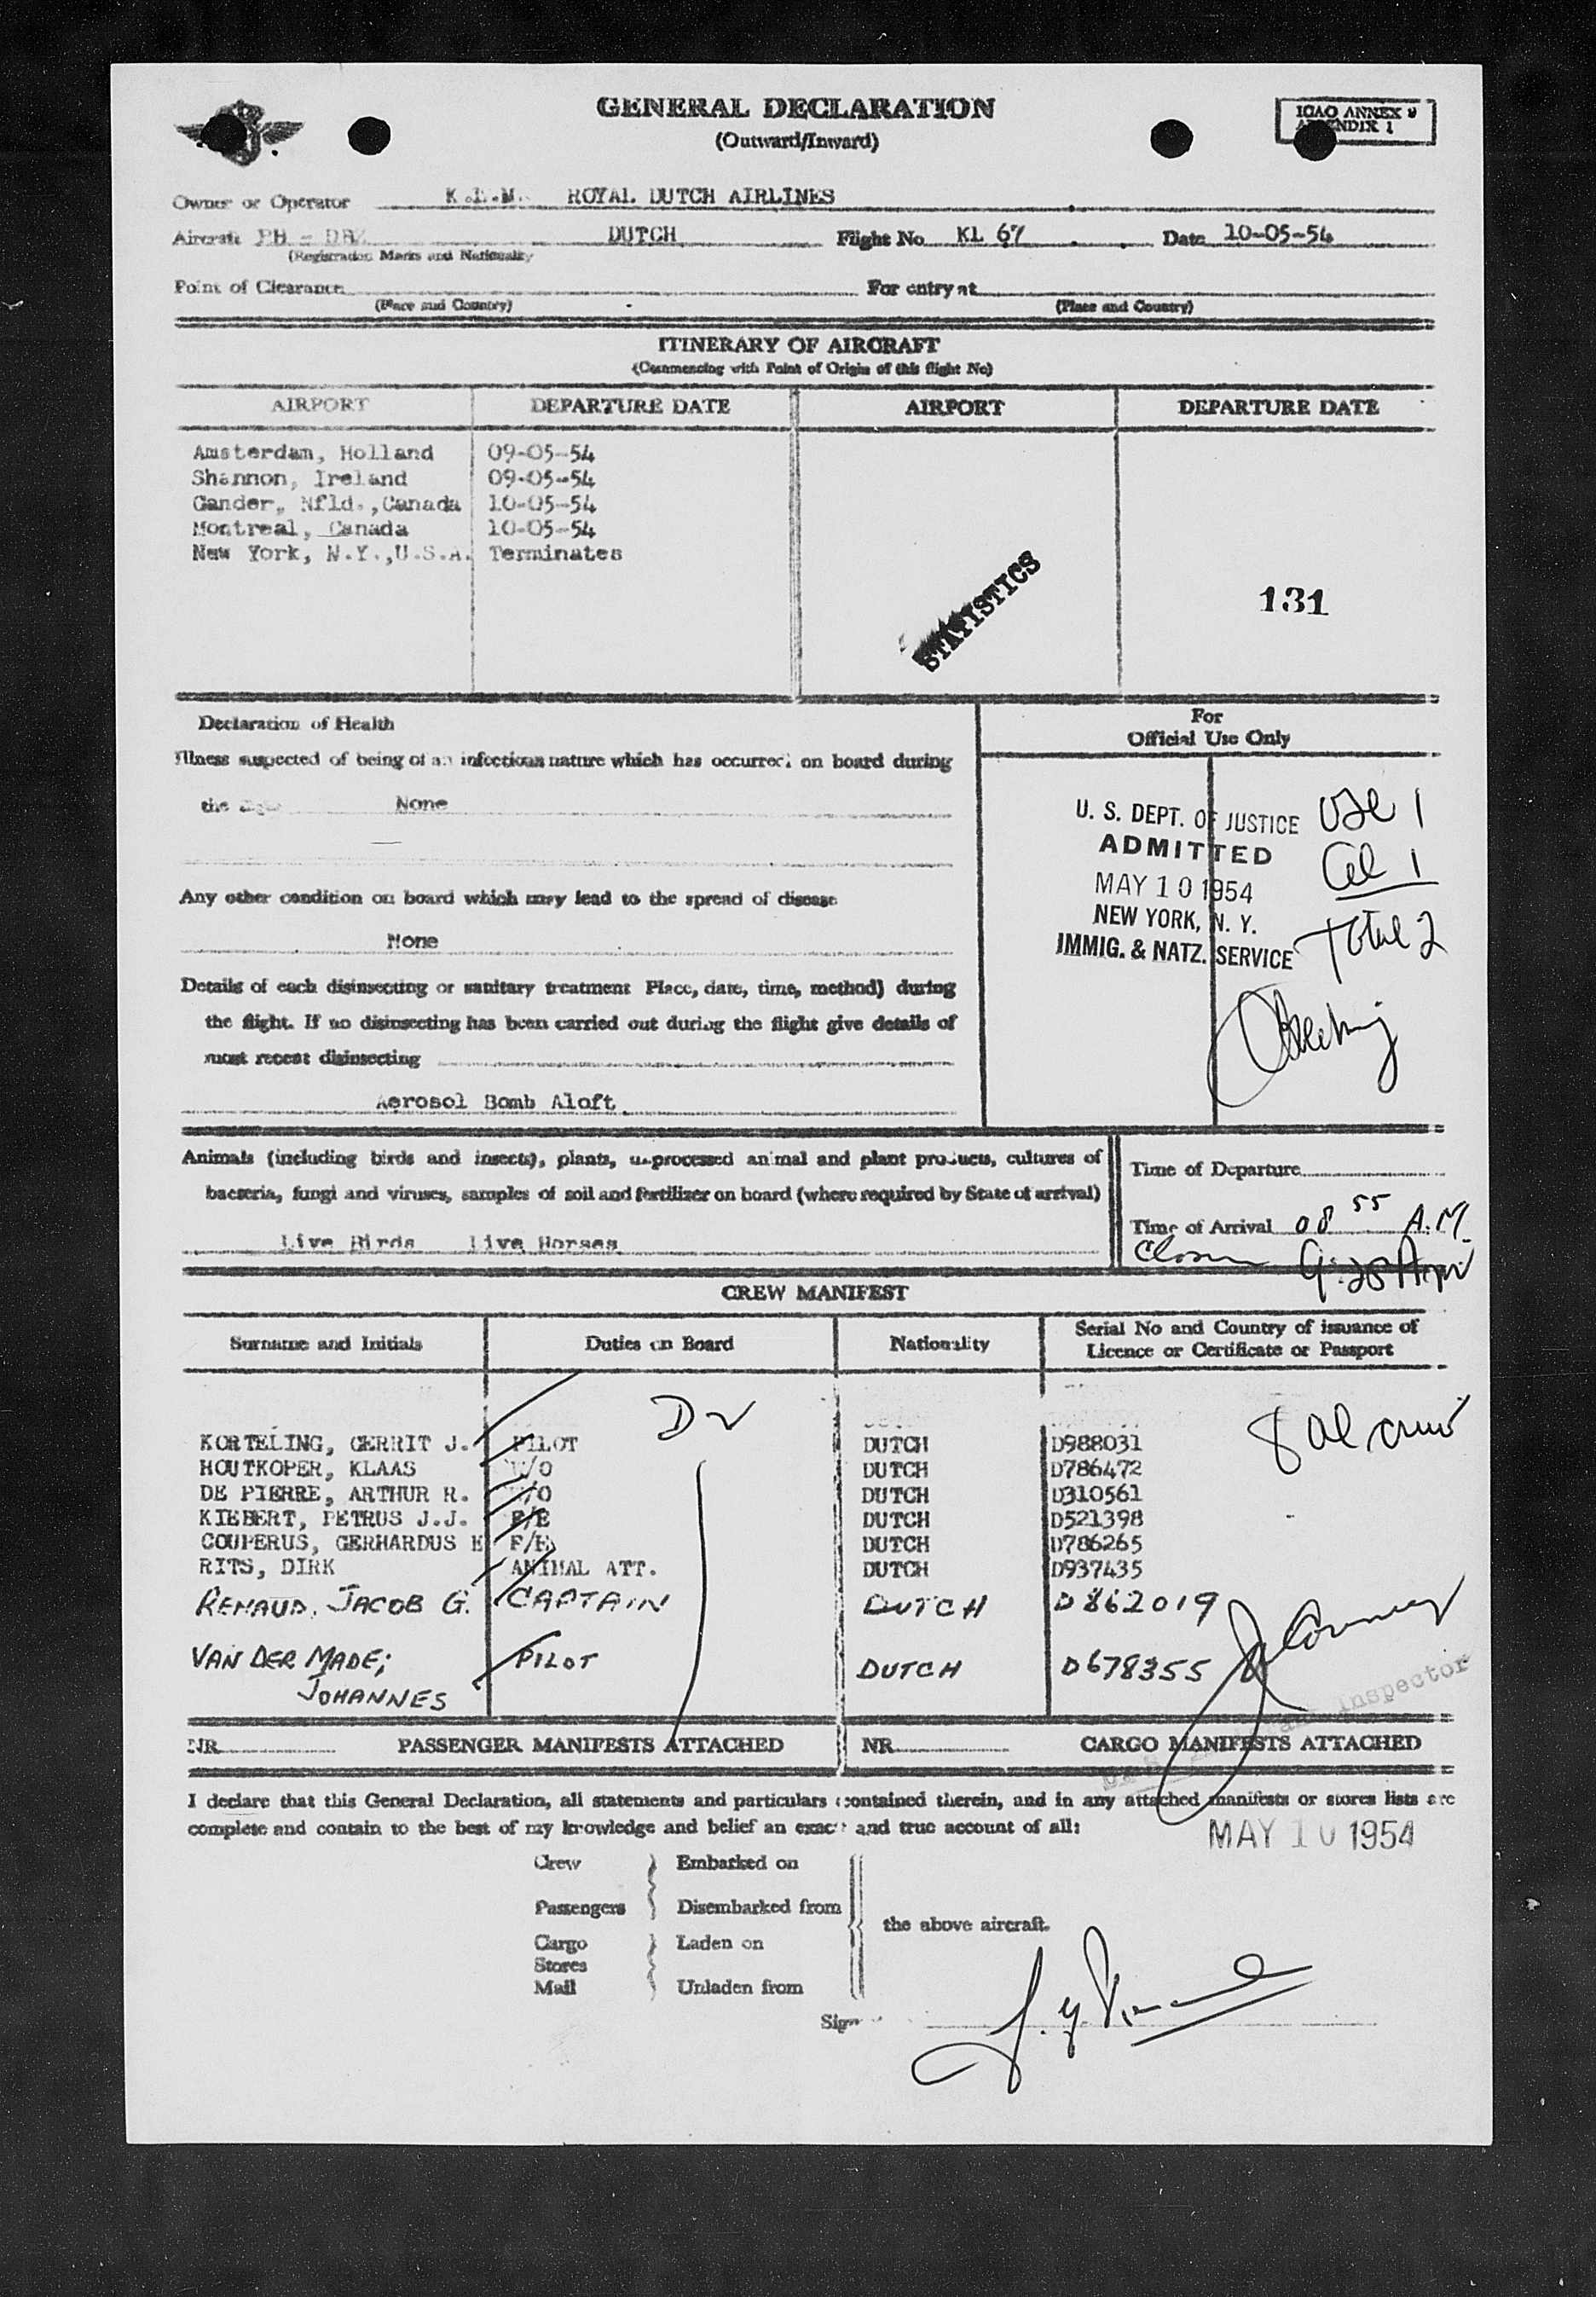 GENERAL DECLARATION
(Outward/Inward)
ICAO ANNEX 9
APPENDIX 1
Owner or Operator K.L.M. ROYAL DUTCH AIRLINES
Aircraft PH - DUTCH Flight No. KL 67 Date 10-05-54
(Registration Marks and Nationality
Point of Clearance For entry at
(Place and Country) (Place and Country)
ITINERARY OF AIRCRAFT
(Commencing with Point of Origin of this flight No)
AIRPORT DEPARTURE DATE AIRPORT DEPARTURE DATE
Amsterdam, Holland 09-05-54
Shannon, Ireland 09-05-54
Gander, Nfld., Canada 10-05-54
Montreal, Canada 10-05-54
New York, N.Y., U.S.A. Terminates
STATISTICS
131
Declaration of Health
For
Official Use Only
Illness suspected of being of an infectious nature which has occurred on board during
the None
Any other condition on board which may lead to the spread of disease
None
Details of each disinsecting or sanitary treatment Place, date, time, method) during
the flight. If no disinsecting has been carried out during the flight give details of
most recent disinsecting
Aerosol Bomb Aloft
U. S. DEPT. OF JUSTICE
ADMITTED
MAY 10 1954
NEW YORK, N. Y.
IMMIG. & NATZ. SERVICE
1
1
Total 2
Animals (including birds and insects), plants, unprocessed animal and plant products, cultures of
bacteria, fungi and viruses, samples of soil and fertilizer on board (where required by State of arrival)
Live Birds Live Horses
Time of Departure
Time of Arrival 08 55 A.M.
CREW MANIFEST
Surname and Initials Duties on Board Nationality Serial No and Country of issuance of
Licence or Certificate or Passport
KORTELING, GERRIT J. PILOT DUTCH D988031
HOUTKOPER, KLAAS /O DUTCH D786472
DE PIERRE, ARTHUR R. /O DUTCH D310561
KIEBERT, PETRUS J.J. F/E DUTCH D521398
COUPERUS, GERHARDUS H F/E DUTCH D786265
RITS, DIRK ANIMAL ATT. DUTCH D937435
RENAUD, JACOB G. CAPTAIN DUTCH D862019
VAN DER MADE; PILOT DUTCH D678355
JOHANNES
8 crew
Inspector
NR PASSENGER MANIFESTS ATTACHED NR CARGO MANIFESTS ATTACHED
I declare that this General Declaration, all statements and particulars contained therein, and in any attached manifests or stores lists are
complete and contain to the best of my knowledge and belief an exact and true account of all:
MAY 10 1954
Crew Embarked on
Passengers Disembarked from
the above aircraft.
Cargo Laden on
Stores
Mail Unladen from
Sign